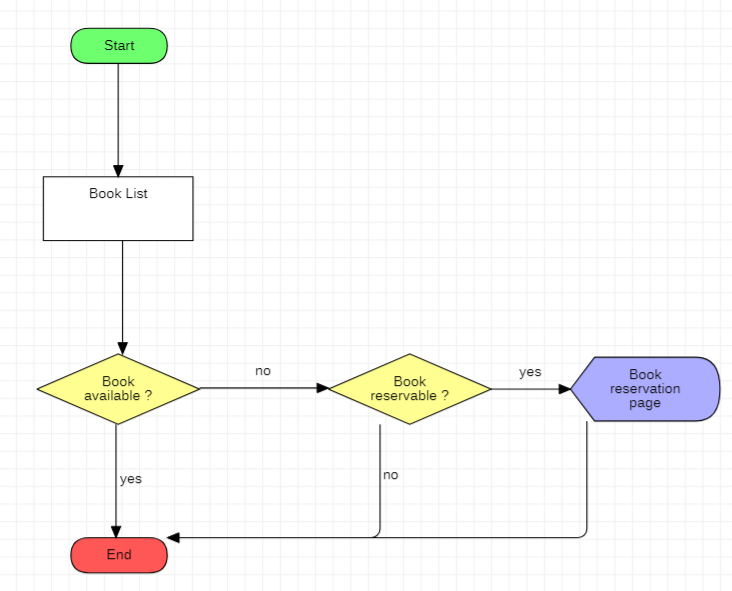 Start
Book List
Book
available ?
no
Book
reservable ?
yes
Book
reservation
page
yes
no
End